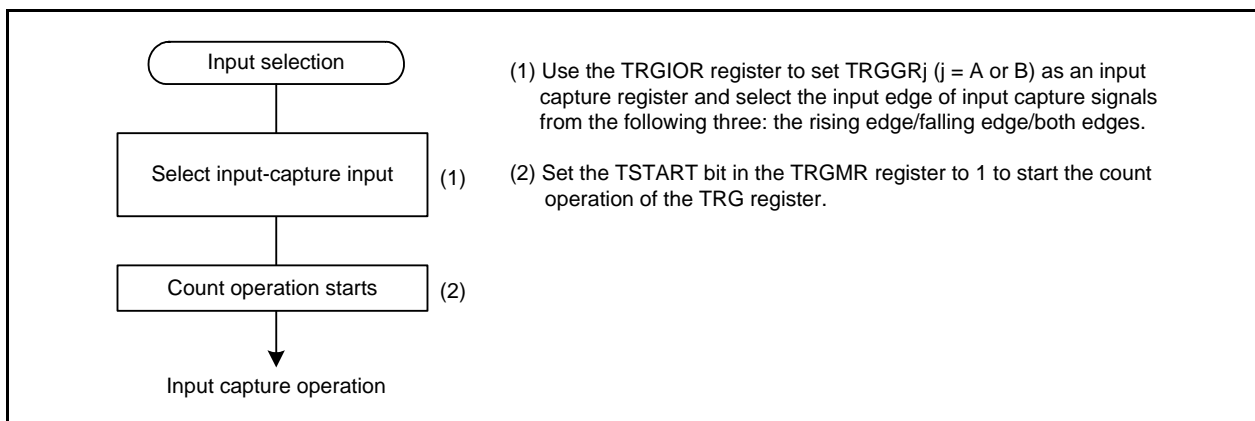 Input selection
Select input-capture input
(1)
Count operation starts
(2)
Input capture operation
(1) Use the TRGIOR register to set TRGGRj (j = A or B) as an input
capture register and select the input edge of input capture signals
from the following three: the rising edge/falling edge/both edges.
(2) Set the TSTART bit in the TRGMR register to 1 to start the count
operation of the TRG register.